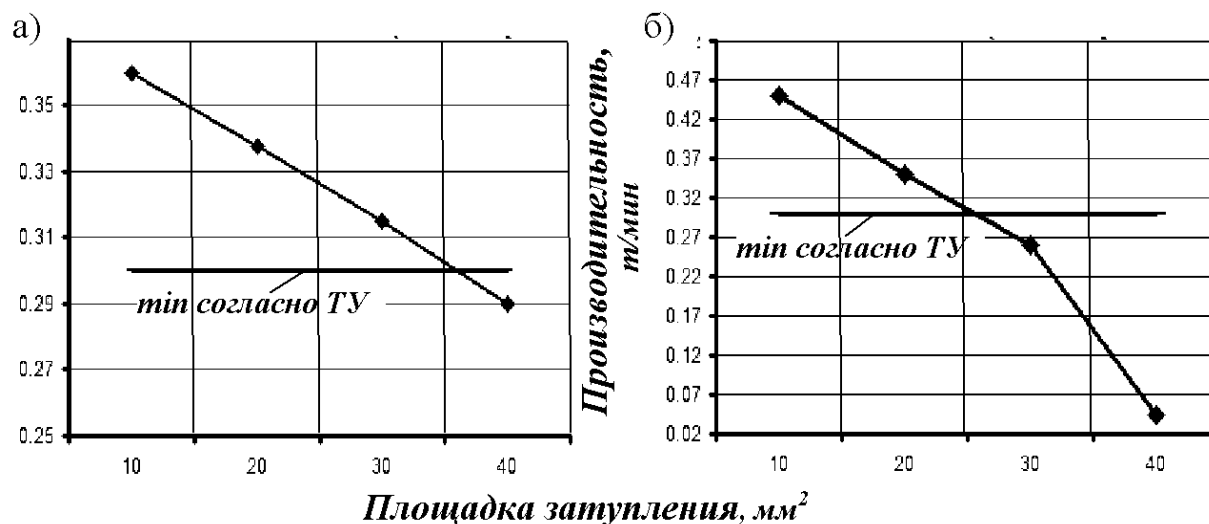 а)
0.35
0.33
0.31
0.29
0.27
0.25
10 20 30 40
min согласно ТУ
Производительность,
т/мин
б)
0.47
0.42
0.37
0.32
0.27
0.22
0.17
0.12
0.07
0.02
10 20 30 40
min согласно ТУ
Площадка затупления, мм²